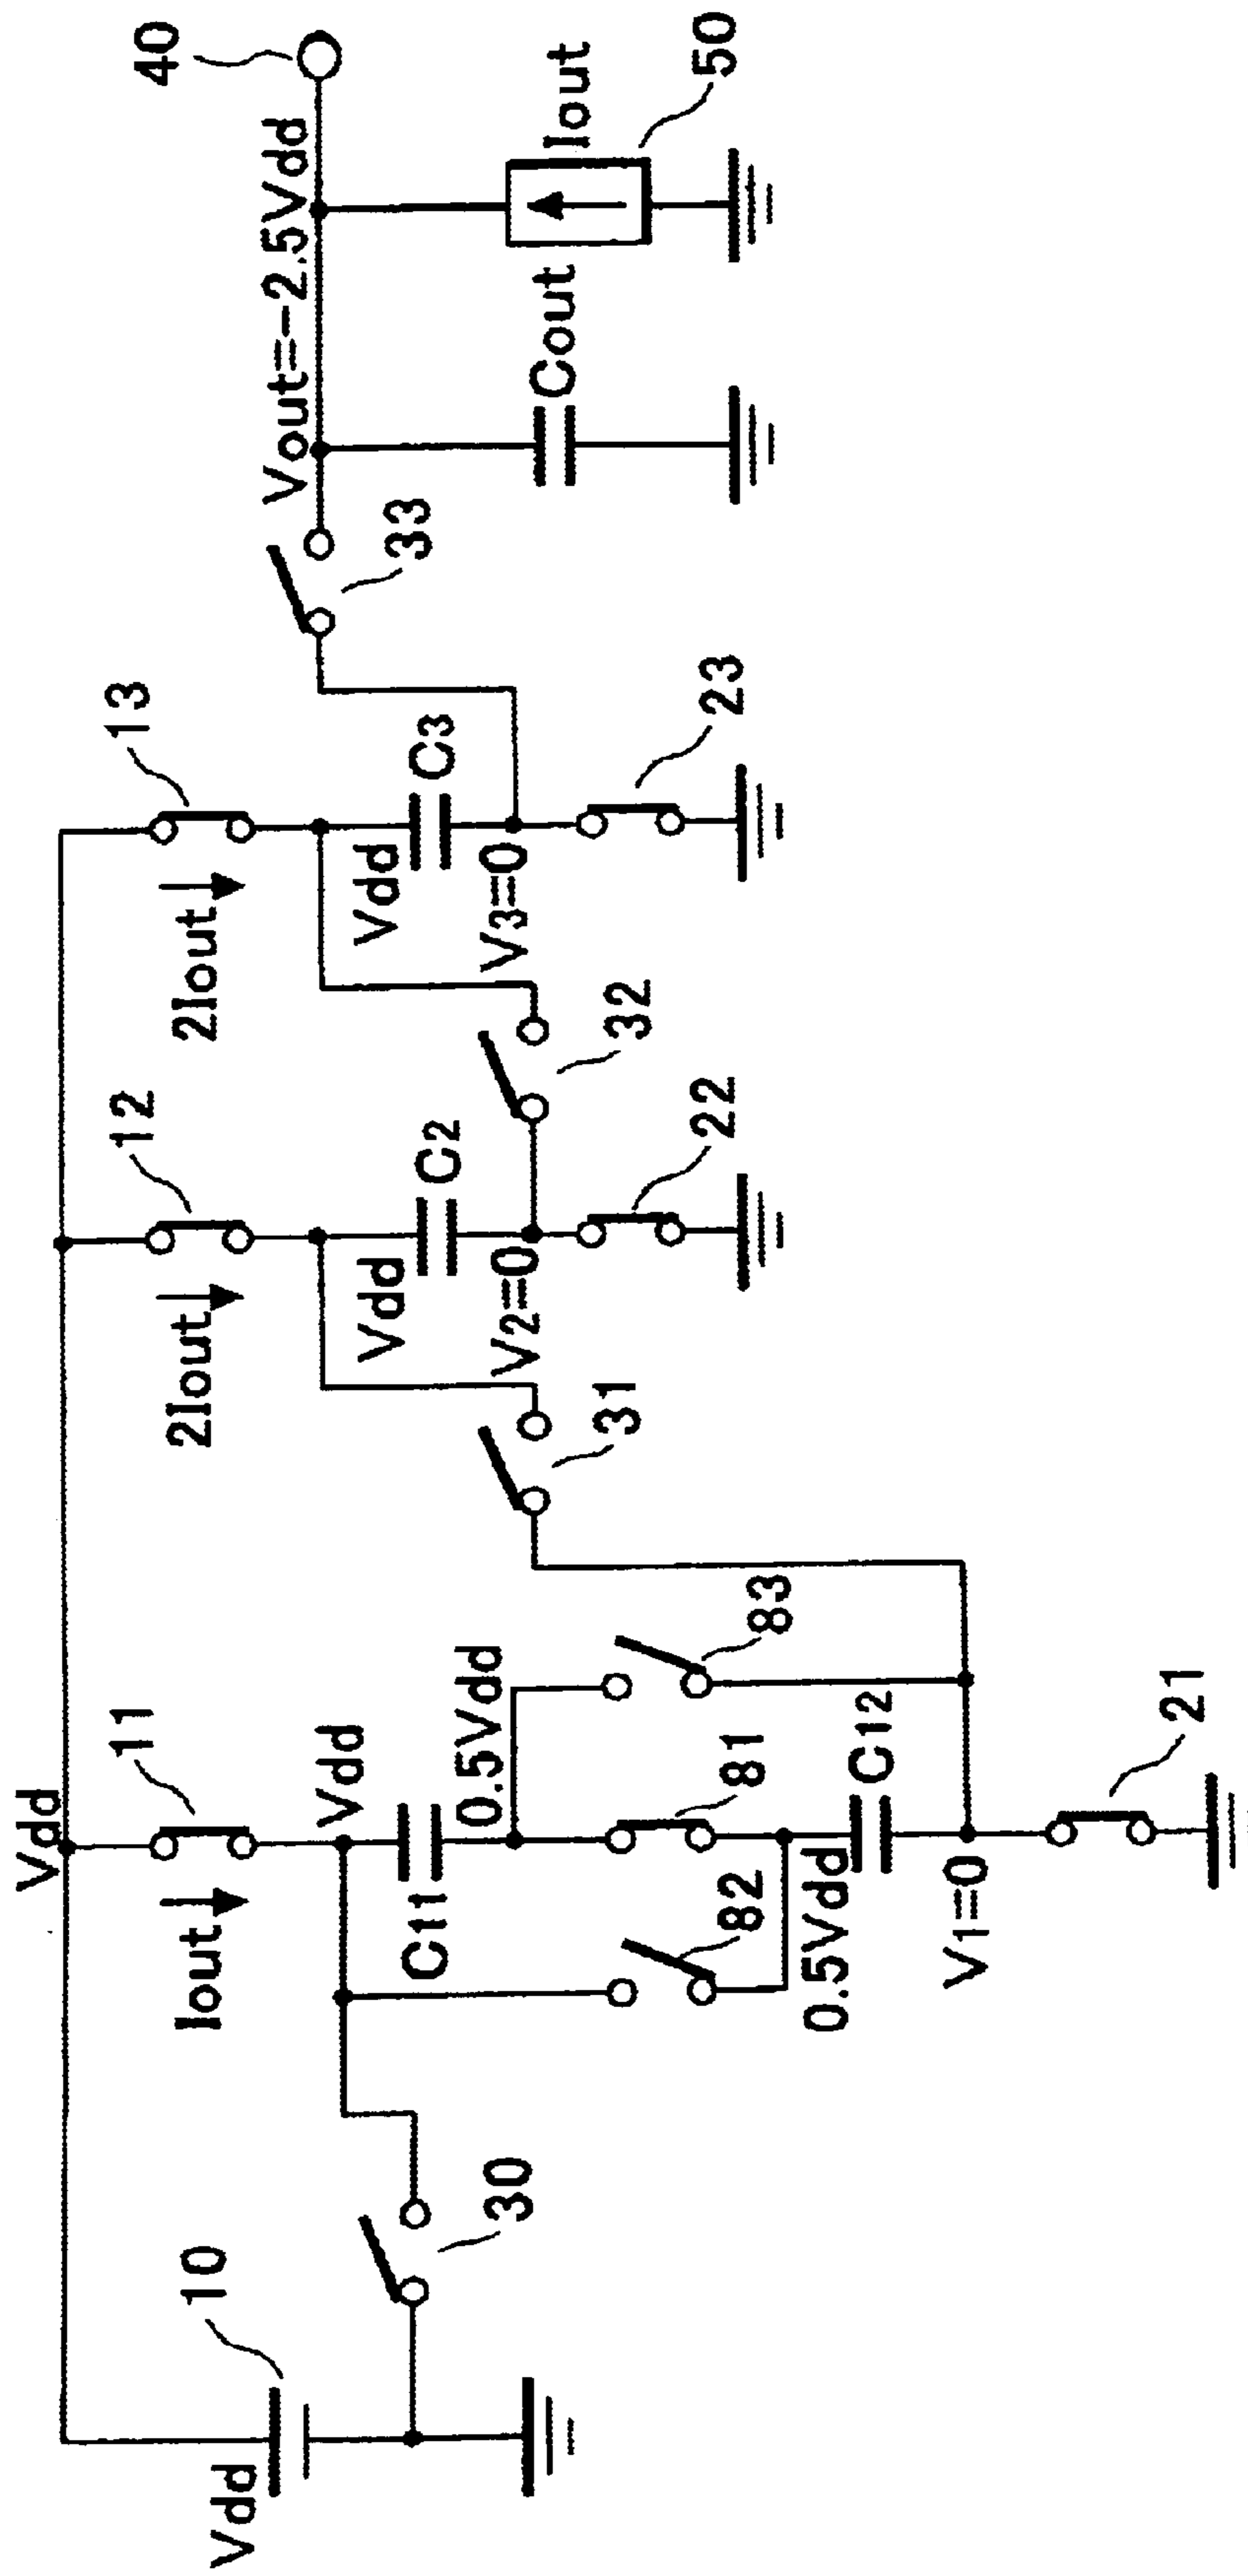 Vdd
10
Vdd
30
11
Iout
Vdd
C11
0.5Vdd
82
81
83
0.5Vdd
C12
V1=0
21
31
12
2Iout
Vdd
C2
V2=0
22
32
13
2Iout
Vdd
C3
V3=0
23
33
Vout=-2.5Vdd
40
Cout
Iout
50